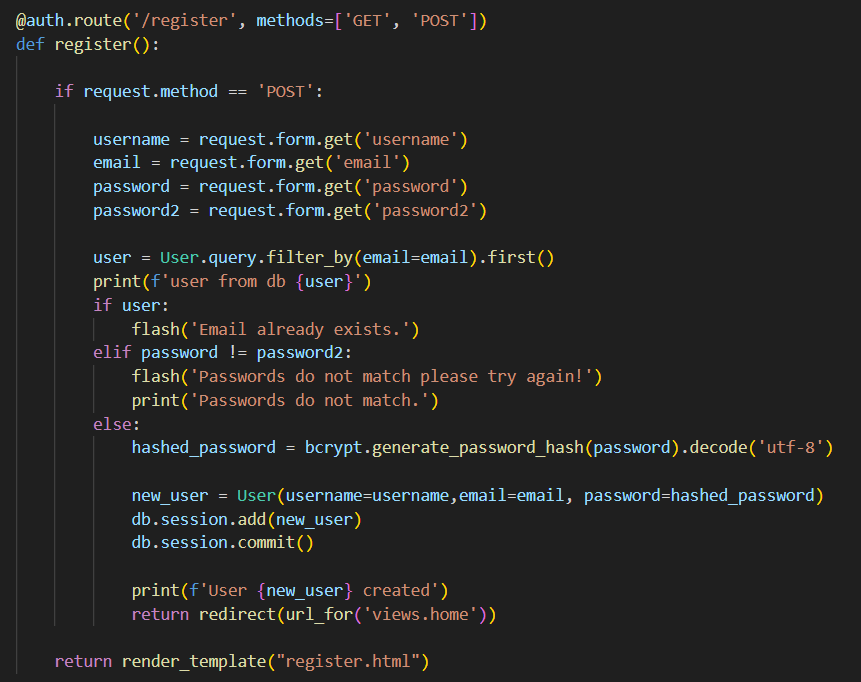 @auth.route('/register', methods=['GET', 'POST'])
def register():
if request.method == 'POST':
username = request.form.get('username')
email = request.form.get('email')
password = request.form.get('password')
password2 = request.form.get('password2')
user = User.query.filter_by(email=email).first()
print(f'user from db {user}')
if user:
flash('Email already exists.')
elif password != password2:
flash('Passwords do not match please try again!')
print('Passwords do not match.')
else:
hashed_password = bcrypt.generate_password_hash(password).decode('utf-8')
new_user = User(username=username,email=email, password=hashed_password)
db.session.add(new_user)
db.session.commit()
print(f'User {new_user} created')
return redirect(url_for('views.home'))
return render_template("register.html")